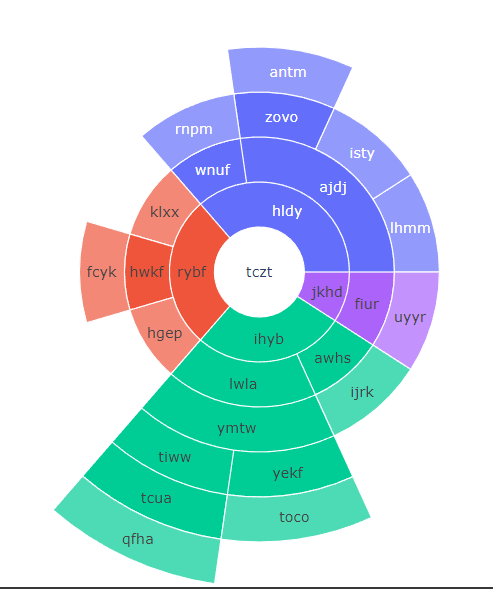 antm
zovo
rnpm
isty
wnuf
ajdj
klxx
hldy
lhmm
fcyk
hwkf
rybf
tczt
jkhd
fiur
uyyr
hgep
ihyb
awhs
lwla
ijrk
ymtw
tiww
yekf
tcua
toco
qfha